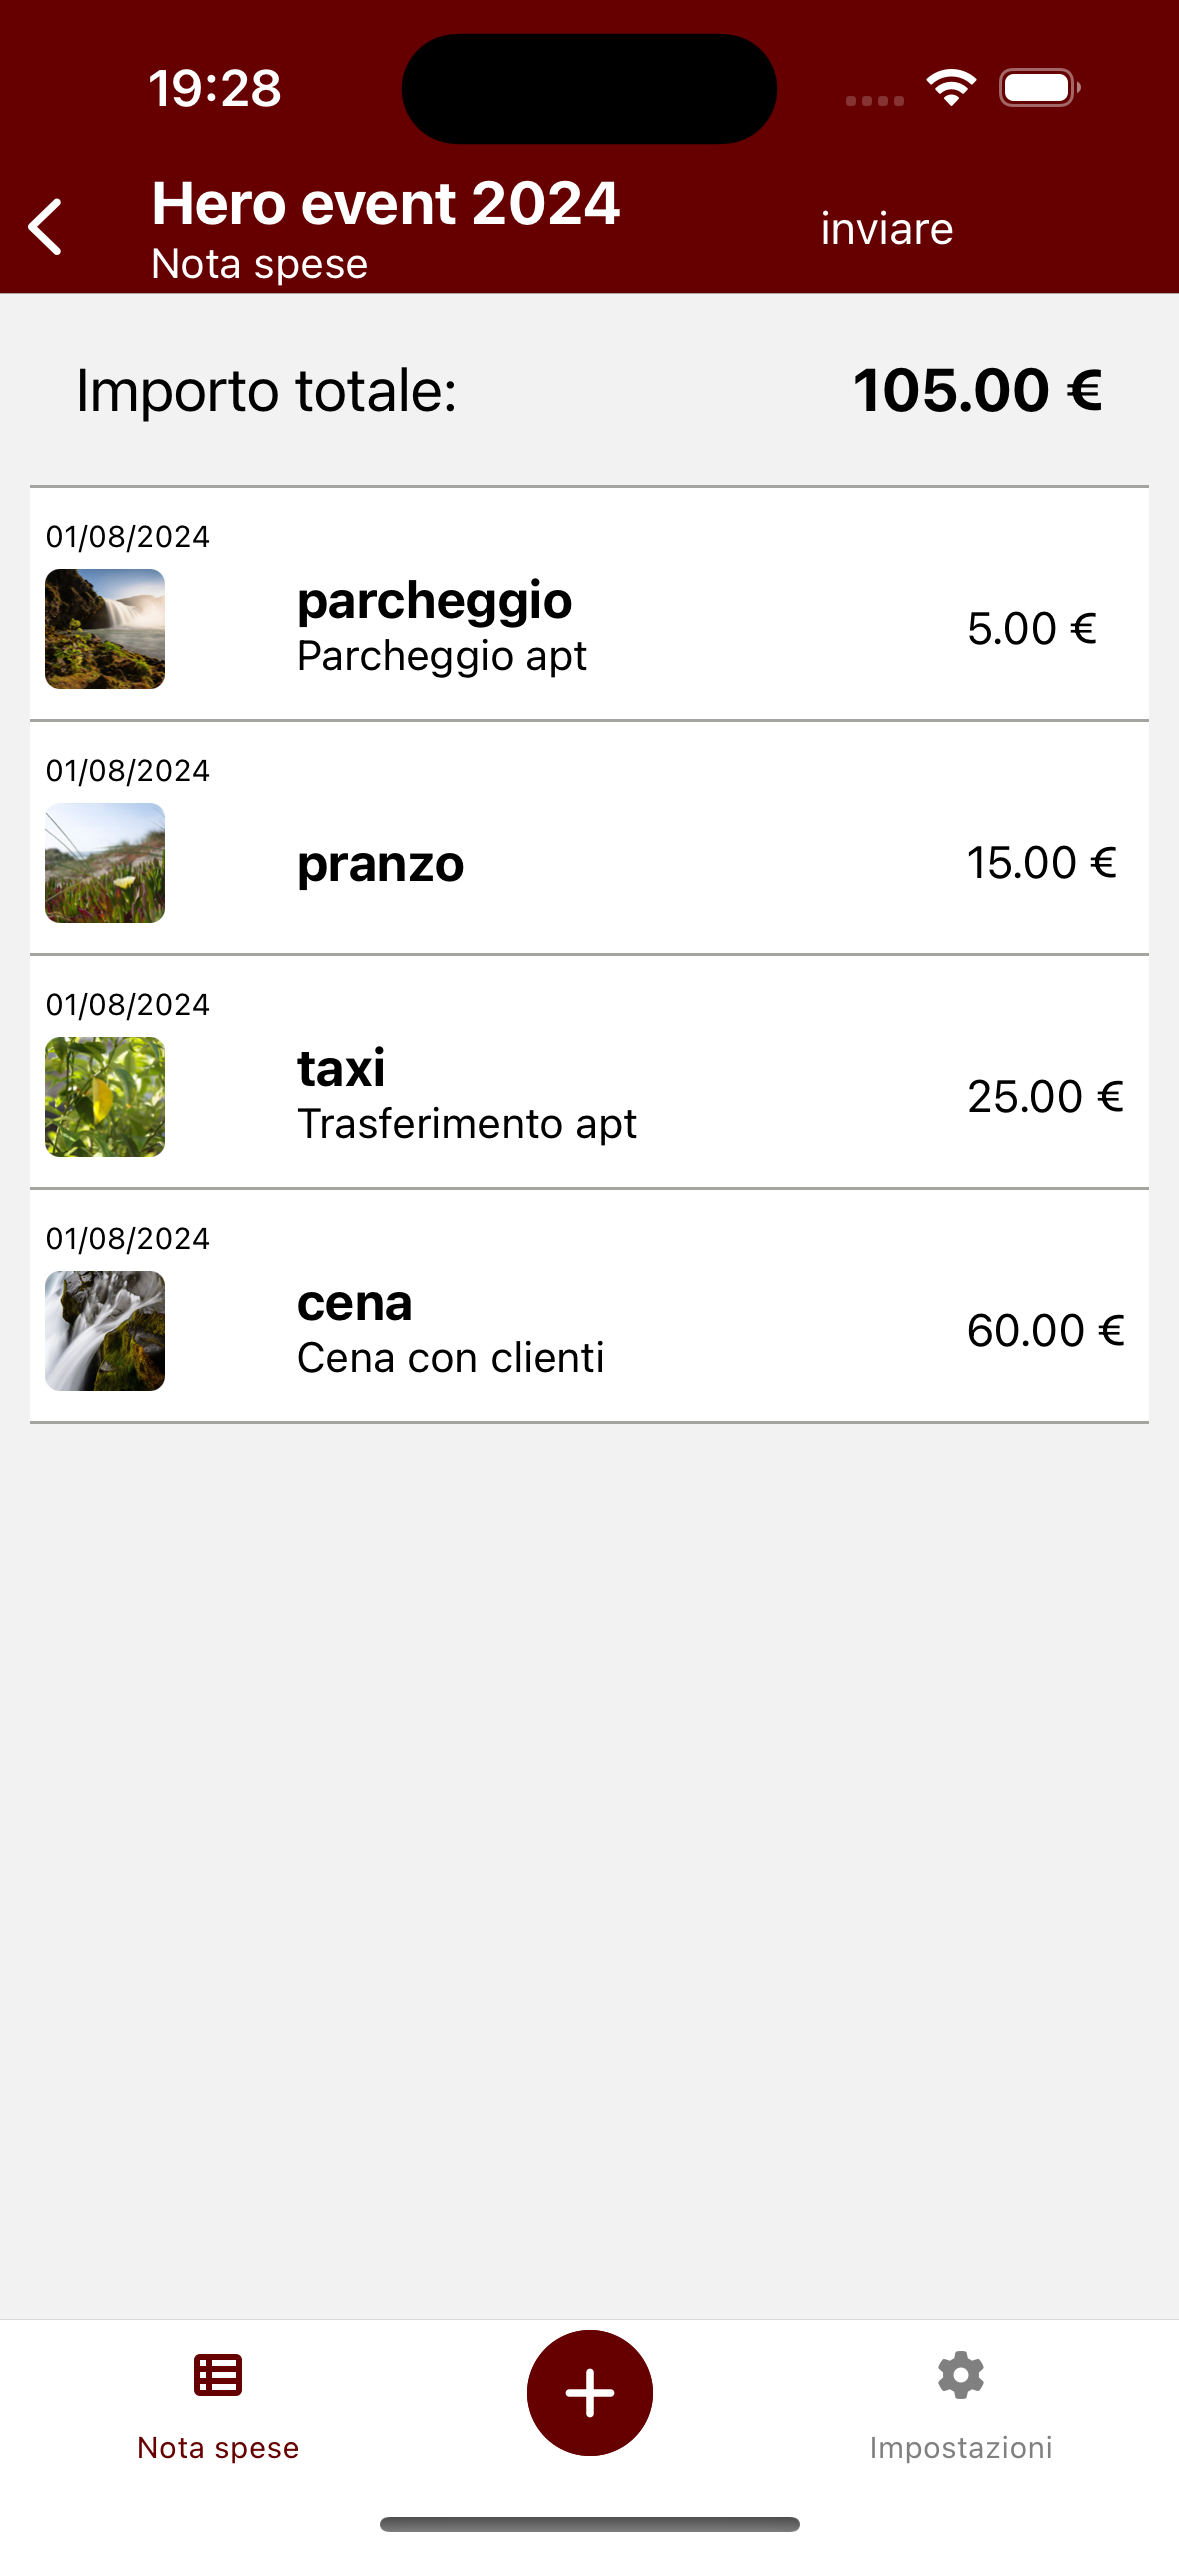 19:28
Hero event 2024
Nota spese
inviare
Importo totale:
105.00 €
01/08/2024
parcheggio
Parcheggio apt
5.00 €
01/08/2024
pranzo
15.00 €
01/08/2024
taxi
Trasferimento apt
25.00 €
01/08/2024
cena
Cena con clienti
60.00 €
Nota spese
Impostazioni